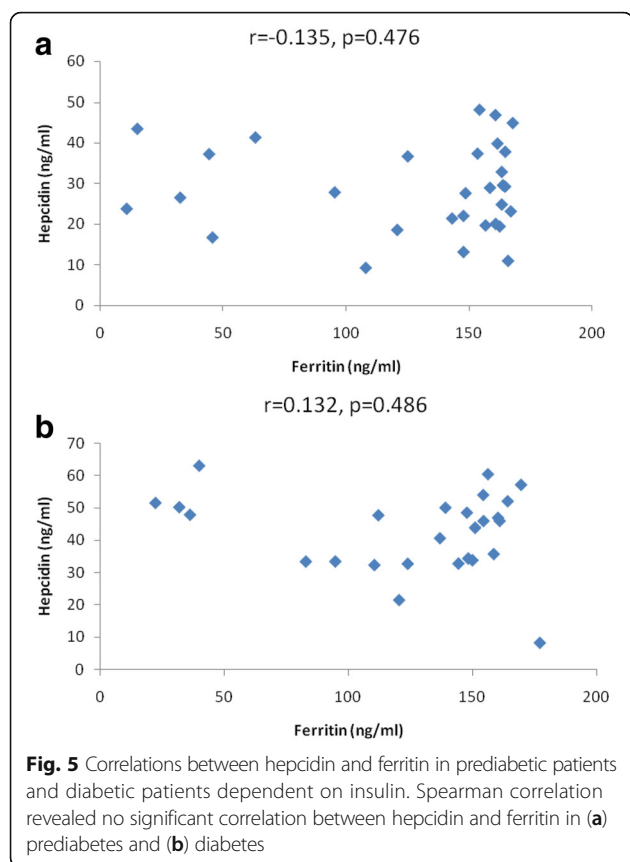 a
r=-0.135, p=0.476
60
50
40
30
20
10
0
Hepcidin (ng/ml)
0 50 100 150 200
Ferritin (ng/ml)
b
r=0.132, p=0.486
70
60
50
40
30
20
10
0
Hepcidin (ng/ml)
0 50 100 150 200
Ferritin (ng/ml)
Fig. 5 Correlations between hepcidin and ferritin in prediabetic patients
and diabetic patients dependent on insulin. Spearman correlation
revealed no significant correlation between hepcidin and ferritin in (a)
prediabetes and (b) diabetes